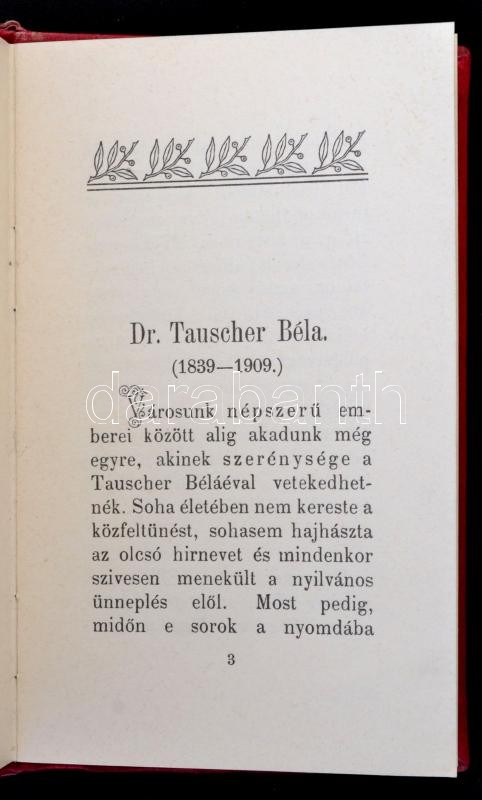 Dr. Tauscher Béla.
(1839—1909.)
Városunk népszerű em-
berei között alig akadunk még
egyre, akinek szerénysége a
Tauscher Béláéval vetekedhet-
nék. Soha életében nem kereste a
közfeltünést, sohasem hajhászta
az olcsó hirnevet és mindenkor
szivesen menekült a nyilvános
ünneplés elől. Most pedig,
midőn e sorok a nyomdába
3
darabanth